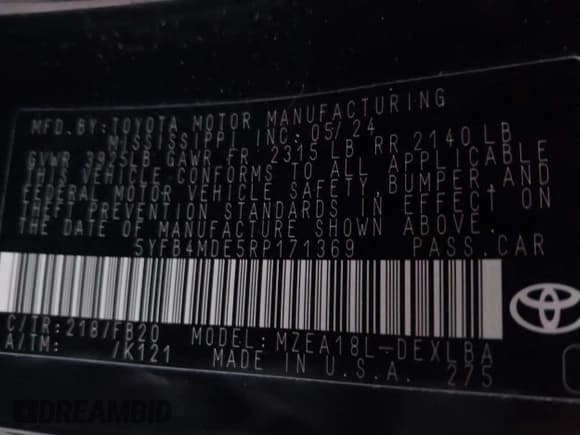 MFD.BY:TOYOTA MOTOR MANUFACTURING
MISSISSIPPI INC. 05/24
GVWR 3925LB GAWR FR 2315 LB RR 2140 LB
THIS VEHICLE CONFORMS TO ALL APPLICABLE
FEDERAL MOTOR VEHICLE SAFETY, BUMPER, AND
THEFT PREVENTION STANDARDS IN EFFECT ON
THE DATE OF MANUFACTURE SHOWN ABOVE.
5YFB4MDE5RP171369 PASS.CAR
C/TR:218/FB20 MODEL:MZEA18L-DEXLBA
A/TM: /K121 MADE IN U.S.A. 275
DREAMBID